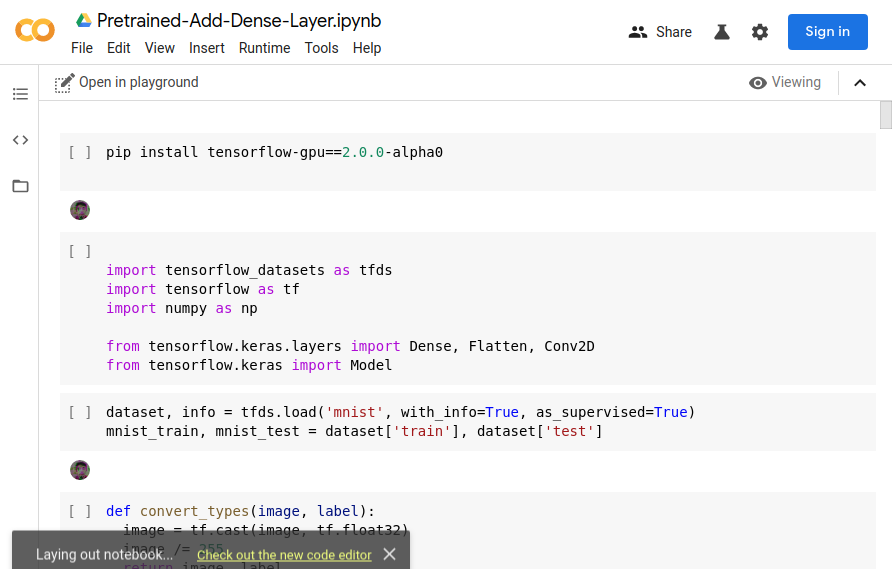 Pretrained-Add-Dense-Layer.ipynb
File Edit View Insert Runtime Tools Help
Share
Sign in
Open in playground
Viewing
[ ] pip install tensorflow-gpu==2.0.0-alpha0
[ ]
import tensorflow_datasets as tfds
import tensorflow as tf
import numpy as np
from tensorflow.keras.layers import Dense, Flatten, Conv2D
from tensorflow.keras import Model
[ ] dataset, info = tfds.load('mnist', with_info=True, as_supervised=True)
mnist_train, mnist_test = dataset['train'], dataset['test']
[ ] def convert_types(image, label):
image = tf.cast(image, tf.float32)
image /= 255
return image, label
Laying out notebook... Check out the new code editor